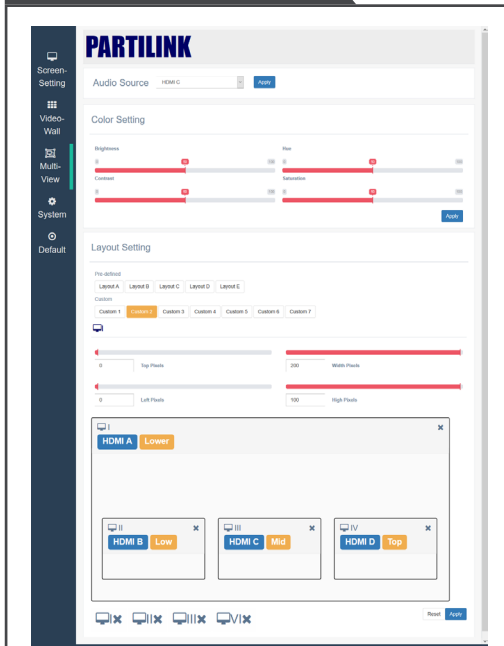 PARTILINK
Screen-
Setting
Video-
Wall
Multi-
View
System
Default
Audio Source HDMI C Apply
Color Setting
Brightness Hue
Contrast Saturation
Apply
Layout Setting
Pre-defined
Layout A Layout B Layout C Layout D Layout E
Custom
Custom 1 Custom 2 Custom 3 Custom 4 Custom 5 Custom 6 Custom 7
I
0 Top Pixels 200 Width Pixels
0 Left Pixels 100 High Pixels
I
HDMI A Lower
II III IV
HDMI B Low HDMI C Mid HDMI D Top
I II III VI
Reset Apply